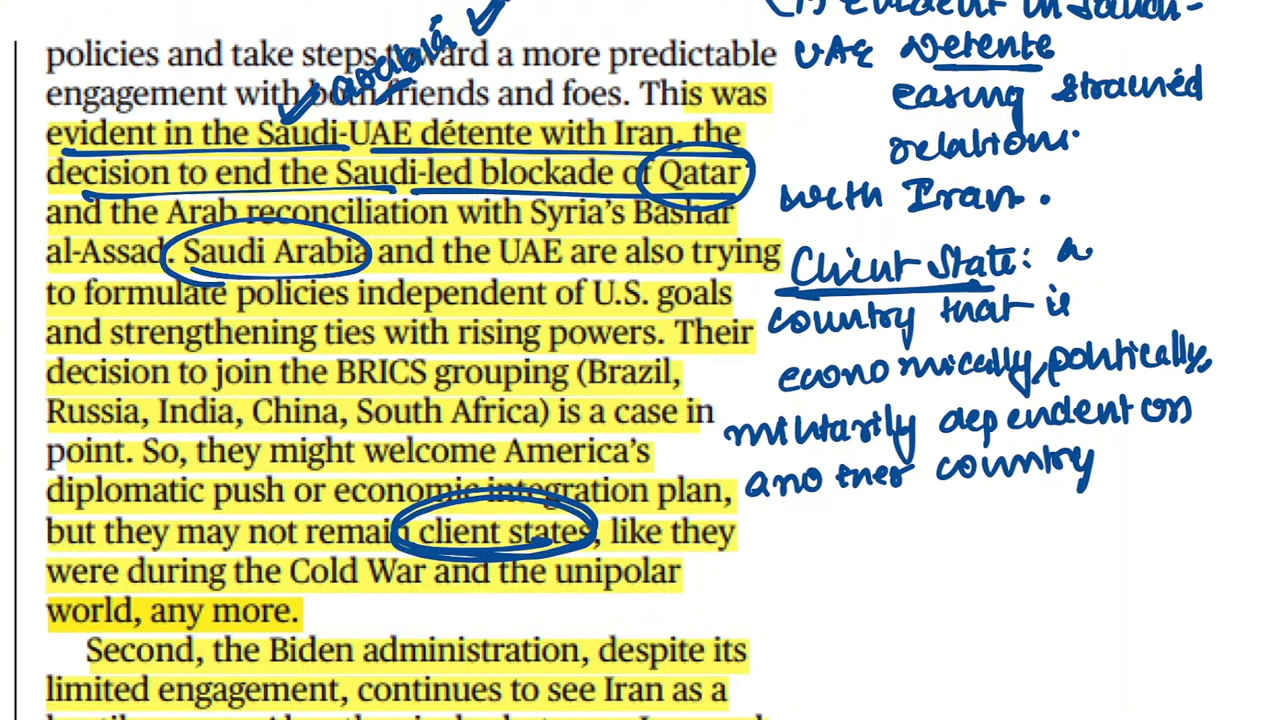 policies and take steps toward a more predictable
engagement with both friends and foes. This was
evident in the Saudi-UAE détente with Iran, the
decision to end the Saudi-led blockade of Qatar
and the Arab reconciliation with Syria's Bashar
al-Assad. Saudi Arabia and the UAE are also trying
to formulate policies independent of U.S. goals
and strengthening ties with rising powers. Their
decision to join the BRICS grouping (Brazil,
Russia, India, China, South Africa) is a case in
point. So, they might welcome America's
diplomatic push or economic integration plan,
but they may not remain client states, like they
were during the Cold War and the unipolar
world, any more.
Second, the Biden administration, despite its
limited engagement, continues to see Iran as a
evident in Saudi-
UAE Detente
easing strained
relations.
with Iran.
Client State: a
country that is
economically, politically,
militarily dependent on
another country